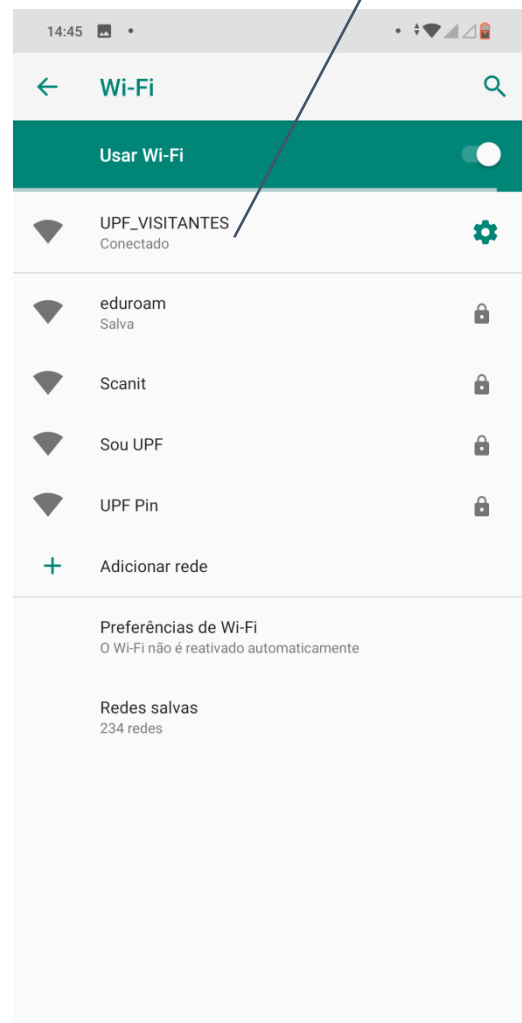 14:45
Wi-Fi
Usar Wi-Fi
UPF_VISITANTES
Conectado
eduroam
Salva
Scanit
Sou UPF
UPF Pin
Adicionar rede
Preferências de Wi-Fi
O Wi-Fi não é reativado automaticamente
Redes salvas
234 redes